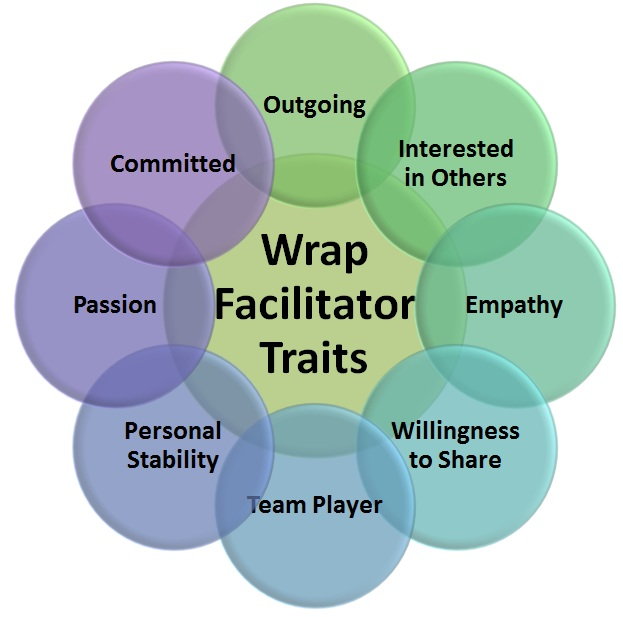 Outgoing
Interested
in Others
Empathy
Willingness
to Share
Team Player
Personal
Stability
Passion
Committed
Wrap
Facilitator
Traits